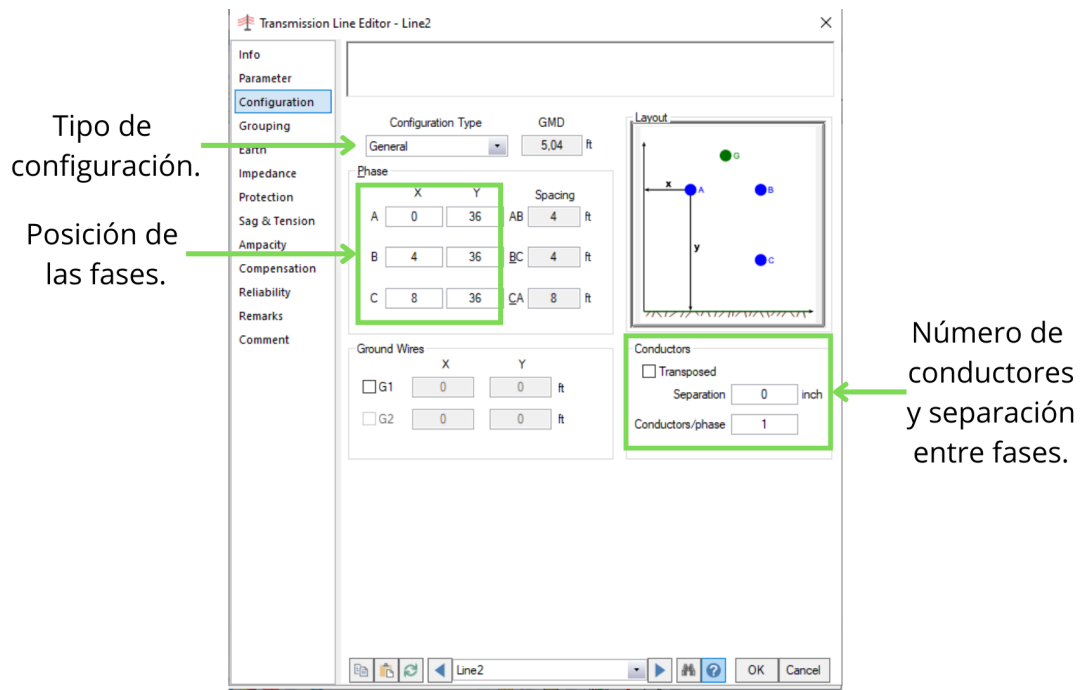 Transmission Line Editor - Line2
Info
Parameter
Configuration
Grouping
Earth
Impedance
Protection
Sag & Tension
Ampacity
Compensation
Reliability
Remarks
Comment
Tipo de
configuración.
Posición de
las fases.
Configuration Type
GMD
General
5,04 ft
Phase
X Y Spacing
A 0 36 AB 4 ft
B 4 36 BC 4 ft
C 8 36 CA 8 ft
Ground Wires
X Y
G1 0 0 ft
G2 0 0 ft
Layout
G
x A B
y
C
Conductors
Transposed
Separation 0 inch
Conductors/phase 1
Número de
conductores
y separación
entre fases.
Line2
?
OK Cancel